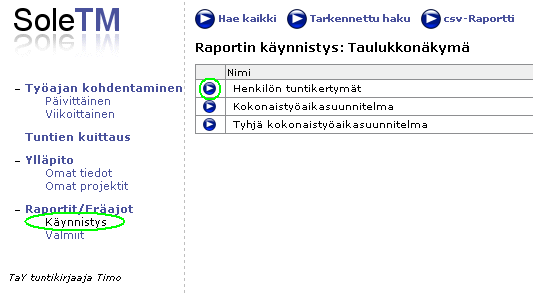 SoleTM
Hae kaikki Tarkennettu haku csv-Raportti
Raportin käynnistys: Taulukkonäkymä
Nimi
Henkilön tuntikertymät
Kokonaistyöaikasuunnitelma
Tyhjä kokonaistyöaikasuunnitelma
– Työajan kohdentaminen
Päivittäinen
Viikoittainen
Tuntien kuittaus
– Ylläpito
Omat tiedot
Omat projektit
– Raportit/Eräajot
Käynnistys
Valmiit
TaY tuntikirjaaja Timo